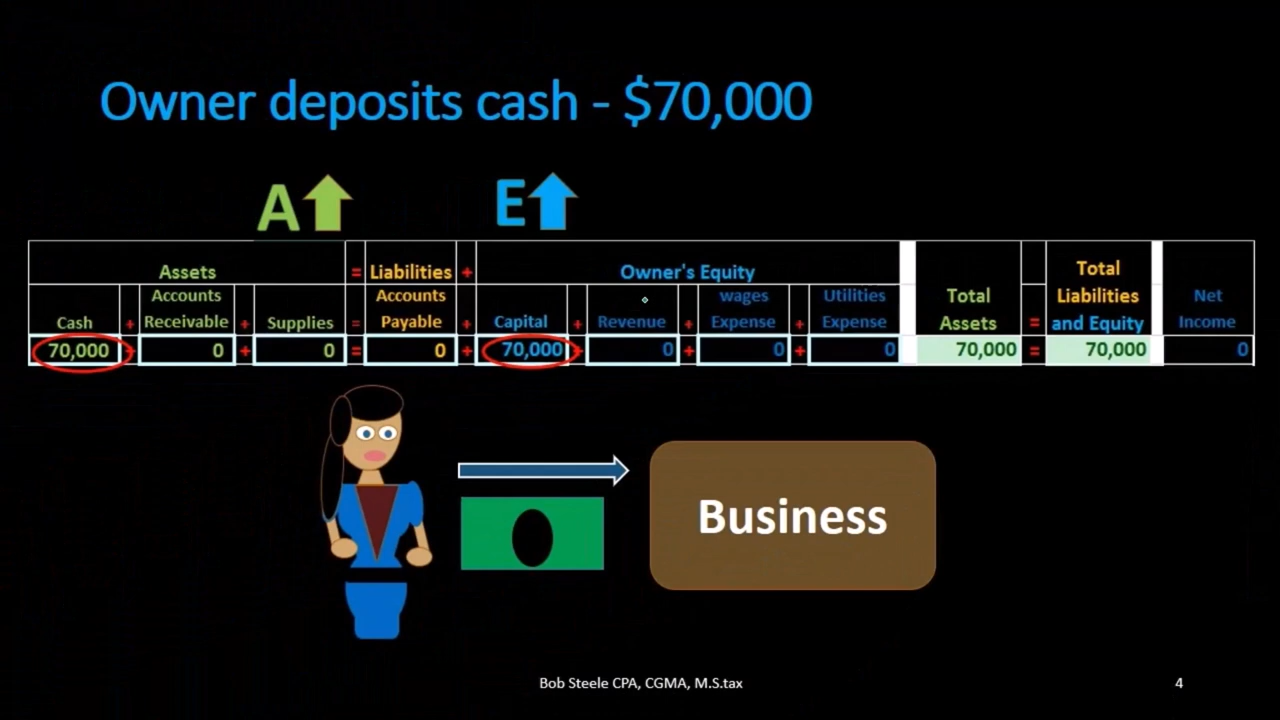 Owner deposits cash - $70,000
A E
Assets = Liabilities + Owner's Equity Total
Accounts Accounts wages Utilities Total Liabilities Net
Cash + Receivable + Supplies = Payable + Capital + Revenue + Expense + Expense Assets = and Equity Income
70,000 + 0 + 0 = 0 + 70,000 + 0 + 0 + 0 70,000 = 70,000 0
Business
Bob Steele CPA, CGMA, M.S.tax 4